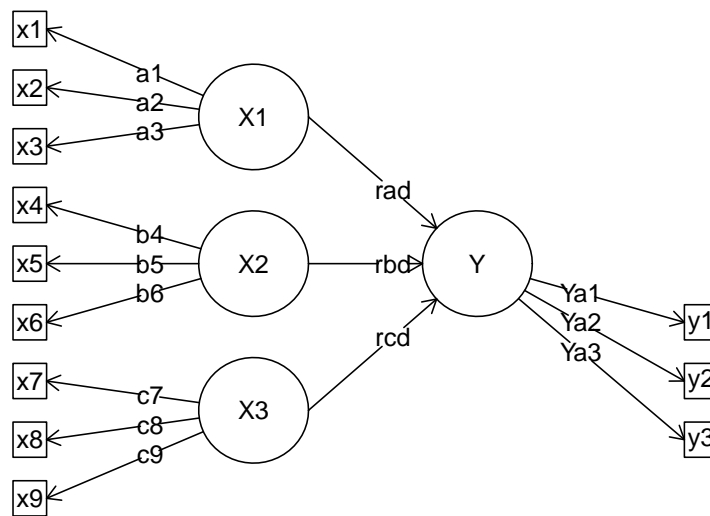 x1
x2
x3
x4
x5
x6
x7
x8
x9
a1
a2
a3
b4
b5
b6
c7
c8
c9
X1
X2
X3
rad
rbd
rcd
Y
Ya1
Ya2
Ya3
y1
y2
y3